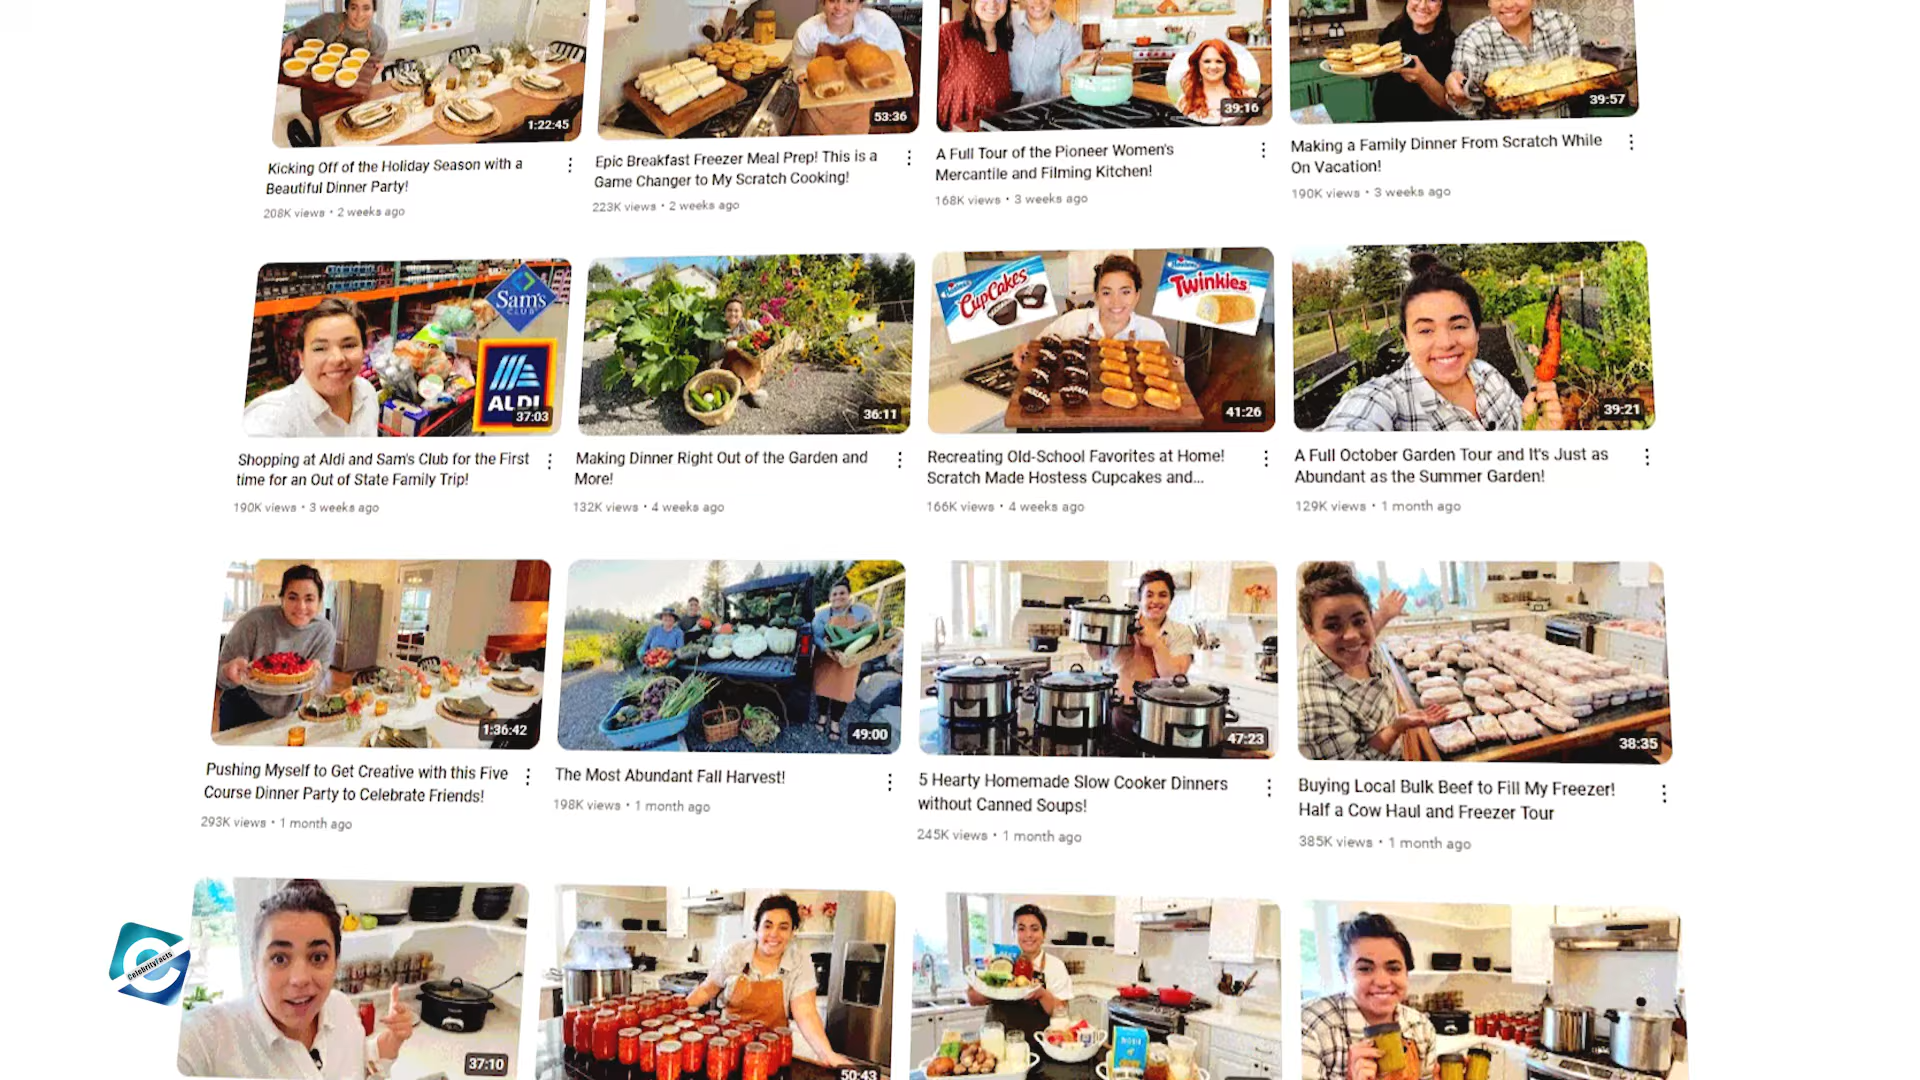 1:22:45
53:36
39:16
39:57
Kicking Off of the Holiday Season with a
Beautiful Dinner Party!
208K views • 2 weeks ago
Epic Breakfast Freezer Meal Prep! This is a
Game Changer to My Scratch Cooking!
223K views • 2 weeks ago
A Full Tour of the Pioneer Women's
Mercantile and Filming Kitchen!
168K views • 3 weeks ago
Making a Family Dinner From Scratch While
On Vacation!
190K views • 3 weeks ago
Sam's
CLUB
ALDI
37:03
36:11
Hostess
CupCakes
Hostess
Twinkies
41:26
39:21
Shopping at Aldi and Sam's Club for the First
time for an Out of State Family Trip!
190K views • 3 weeks ago
Making Dinner Right Out of the Garden and
More!
132K views • 4 weeks ago
Recreating Old-School Favorites at Home!
Scratch Made Hostess Cupcakes and...
166K views • 4 weeks ago
A Full October Garden Tour and It's Just as
Abundant as the Summer Garden!
129K views • 1 month ago
1:36:42
49:00
47:23
38:35
Pushing Myself to Get Creative with this Five
Course Dinner Party to Celebrate Friends!
293K views • 1 month ago
The Most Abundant Fall Harvest!
198K views • 1 month ago
5 Hearty Homemade Slow Cooker Dinners
without Canned Soups!
245K views • 1 month ago
Buying Local Bulk Beef to Fill My Freezer!
Half a Cow Haul and Freezer Tour
385K views • 1 month ago
CelebrityFacts
37:10
50:43